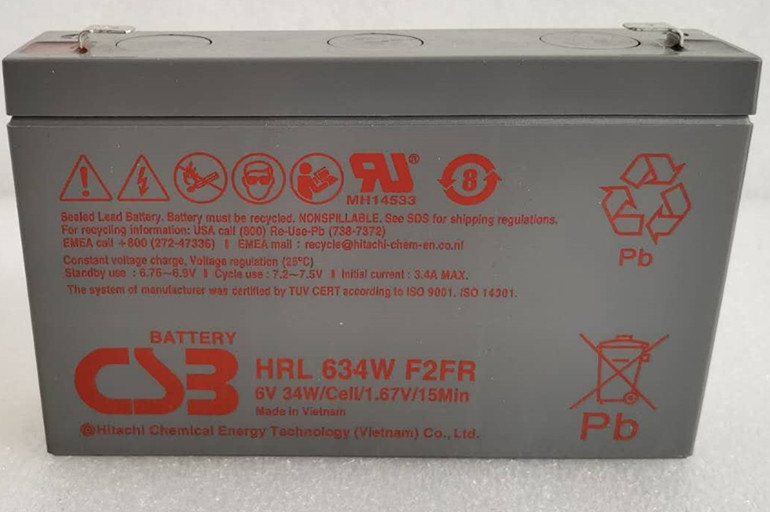 RU®
MH14533
8
Sealed Lead Battery. Battery must be recycled. NONSPILLABLE. See SDS for shipping regulations.
For recycling information: USA call (800) Re-Use-Pb (738-7372)
EMEA call +800 (272-47336) I EMEA mail : recycle@hitachi-chem-en.co.nf
Constant voltage charge, Voltage regulation (25°C)
Standby use : 6.75~6.9V I Cycle use : 7.2~7.5V I Initial current : 3.4A MAX.
The system of manufacturer was certified by TUV CERT according to ISO 9001. ISO 14001.
Pb
BATTERY
CSB
HRL 634W F2FR
6V 34W/Cell/1.67V/15Min
Made in Vietnam
Hitachi Chemical Energy Technology (Vietnam) Co., Ltd.
Pb